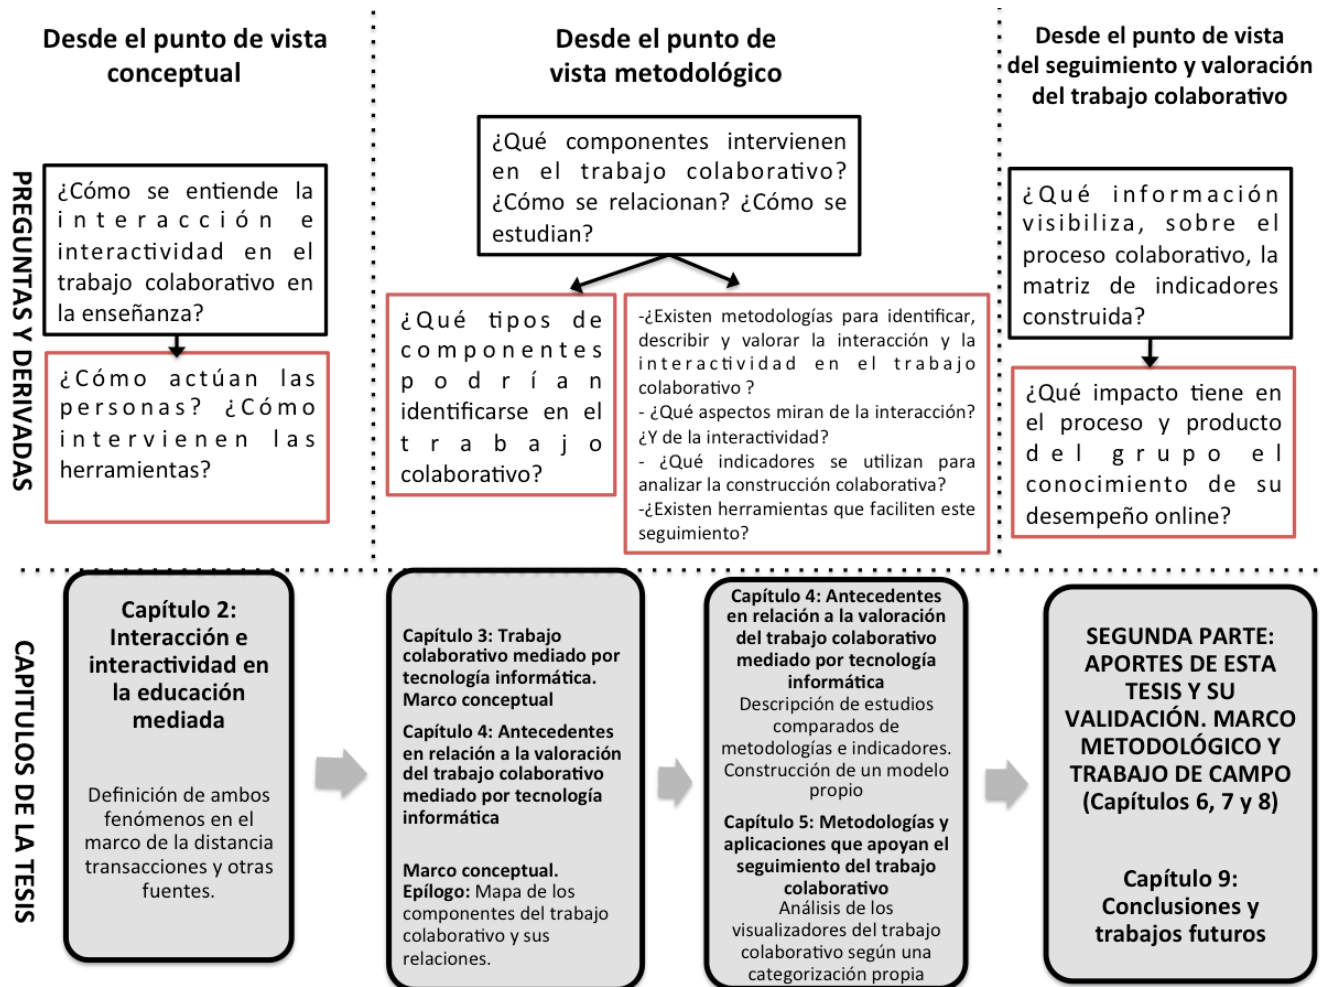 Desde el punto de vista
conceptual
Desde el punto de
vista metodológico
Desde el punto de vista
del seguimiento y valoración
del trabajo colaborativo
PREGUNTAS Y DERIVADAS
¿Cómo se entiende la
interacción e
interactividad en el
trabajo colaborativo en
la enseñanza?
¿Cómo actúan las
personas? ¿Cómo
intervienen las
herramientas?
¿Qué componentes intervienen
en el trabajo colaborativo?
¿Cómo se relacionan? ¿Cómo se
estudian?
¿Qué tipos de
componentes
podrían
identificarse en el
trabajo
colaborativo?
-¿Existen metodologías para identificar,
describir y valorar la interacción y la
interactividad en el trabajo
colaborativo ?
- ¿Qué aspectos miran de la interacción?
¿Y de la interactividad?
- ¿Qué indicadores se utilizan para
analizar la construcción colaborativa?
-¿Existen herramientas que faciliten este
seguimiento?
¿Qué información
visibiliza, sobre el
proceso colaborativo, la
matriz de indicadores
construida?
¿Qué impacto tiene en
el proceso y producto
del grupo el
conocimiento de su
desempeño online?
CAPITULOS DE LA TESIS
Capítulo 2:
Interacción e
interactividad en
la educación
mediada
Definición de ambos
fenómenos en el
marco de la distancia
transacciones y otras
fuentes.
Capítulo 3: Trabajo
colaborativo mediado por
tecnología informática.
Marco conceptual
Capítulo 4: Antecedentes
en relación a la valoración
del trabajo colaborativo
mediado por tecnología
informática
Marco conceptual.
Epílogo: Mapa de los
componentes del trabajo
colaborativo y sus
relaciones.
Capítulo 4: Antecedentes
en relación a la valoración
del trabajo colaborativo
mediado por tecnología
informática
Descripción de estudios
comparados de
metodologías e indicadores.
Construcción de un modelo
propio
Capítulo 5: Metodologías y
aplicaciones que apoyan el
seguimiento del trabajo
colaborativo
Análisis de los
visualizadores del trabajo
colaborativo según una
categorización propia
SEGUNDA PARTE:
APORTES DE ESTA
TESIS Y SU
VALIDACIÓN. MARCO
METODOLÓGICO Y
TRABAJO DE CAMPO
(Capítulos 6, 7 y 8)
Capítulo 9:
Conclusiones y
trabajos futuros